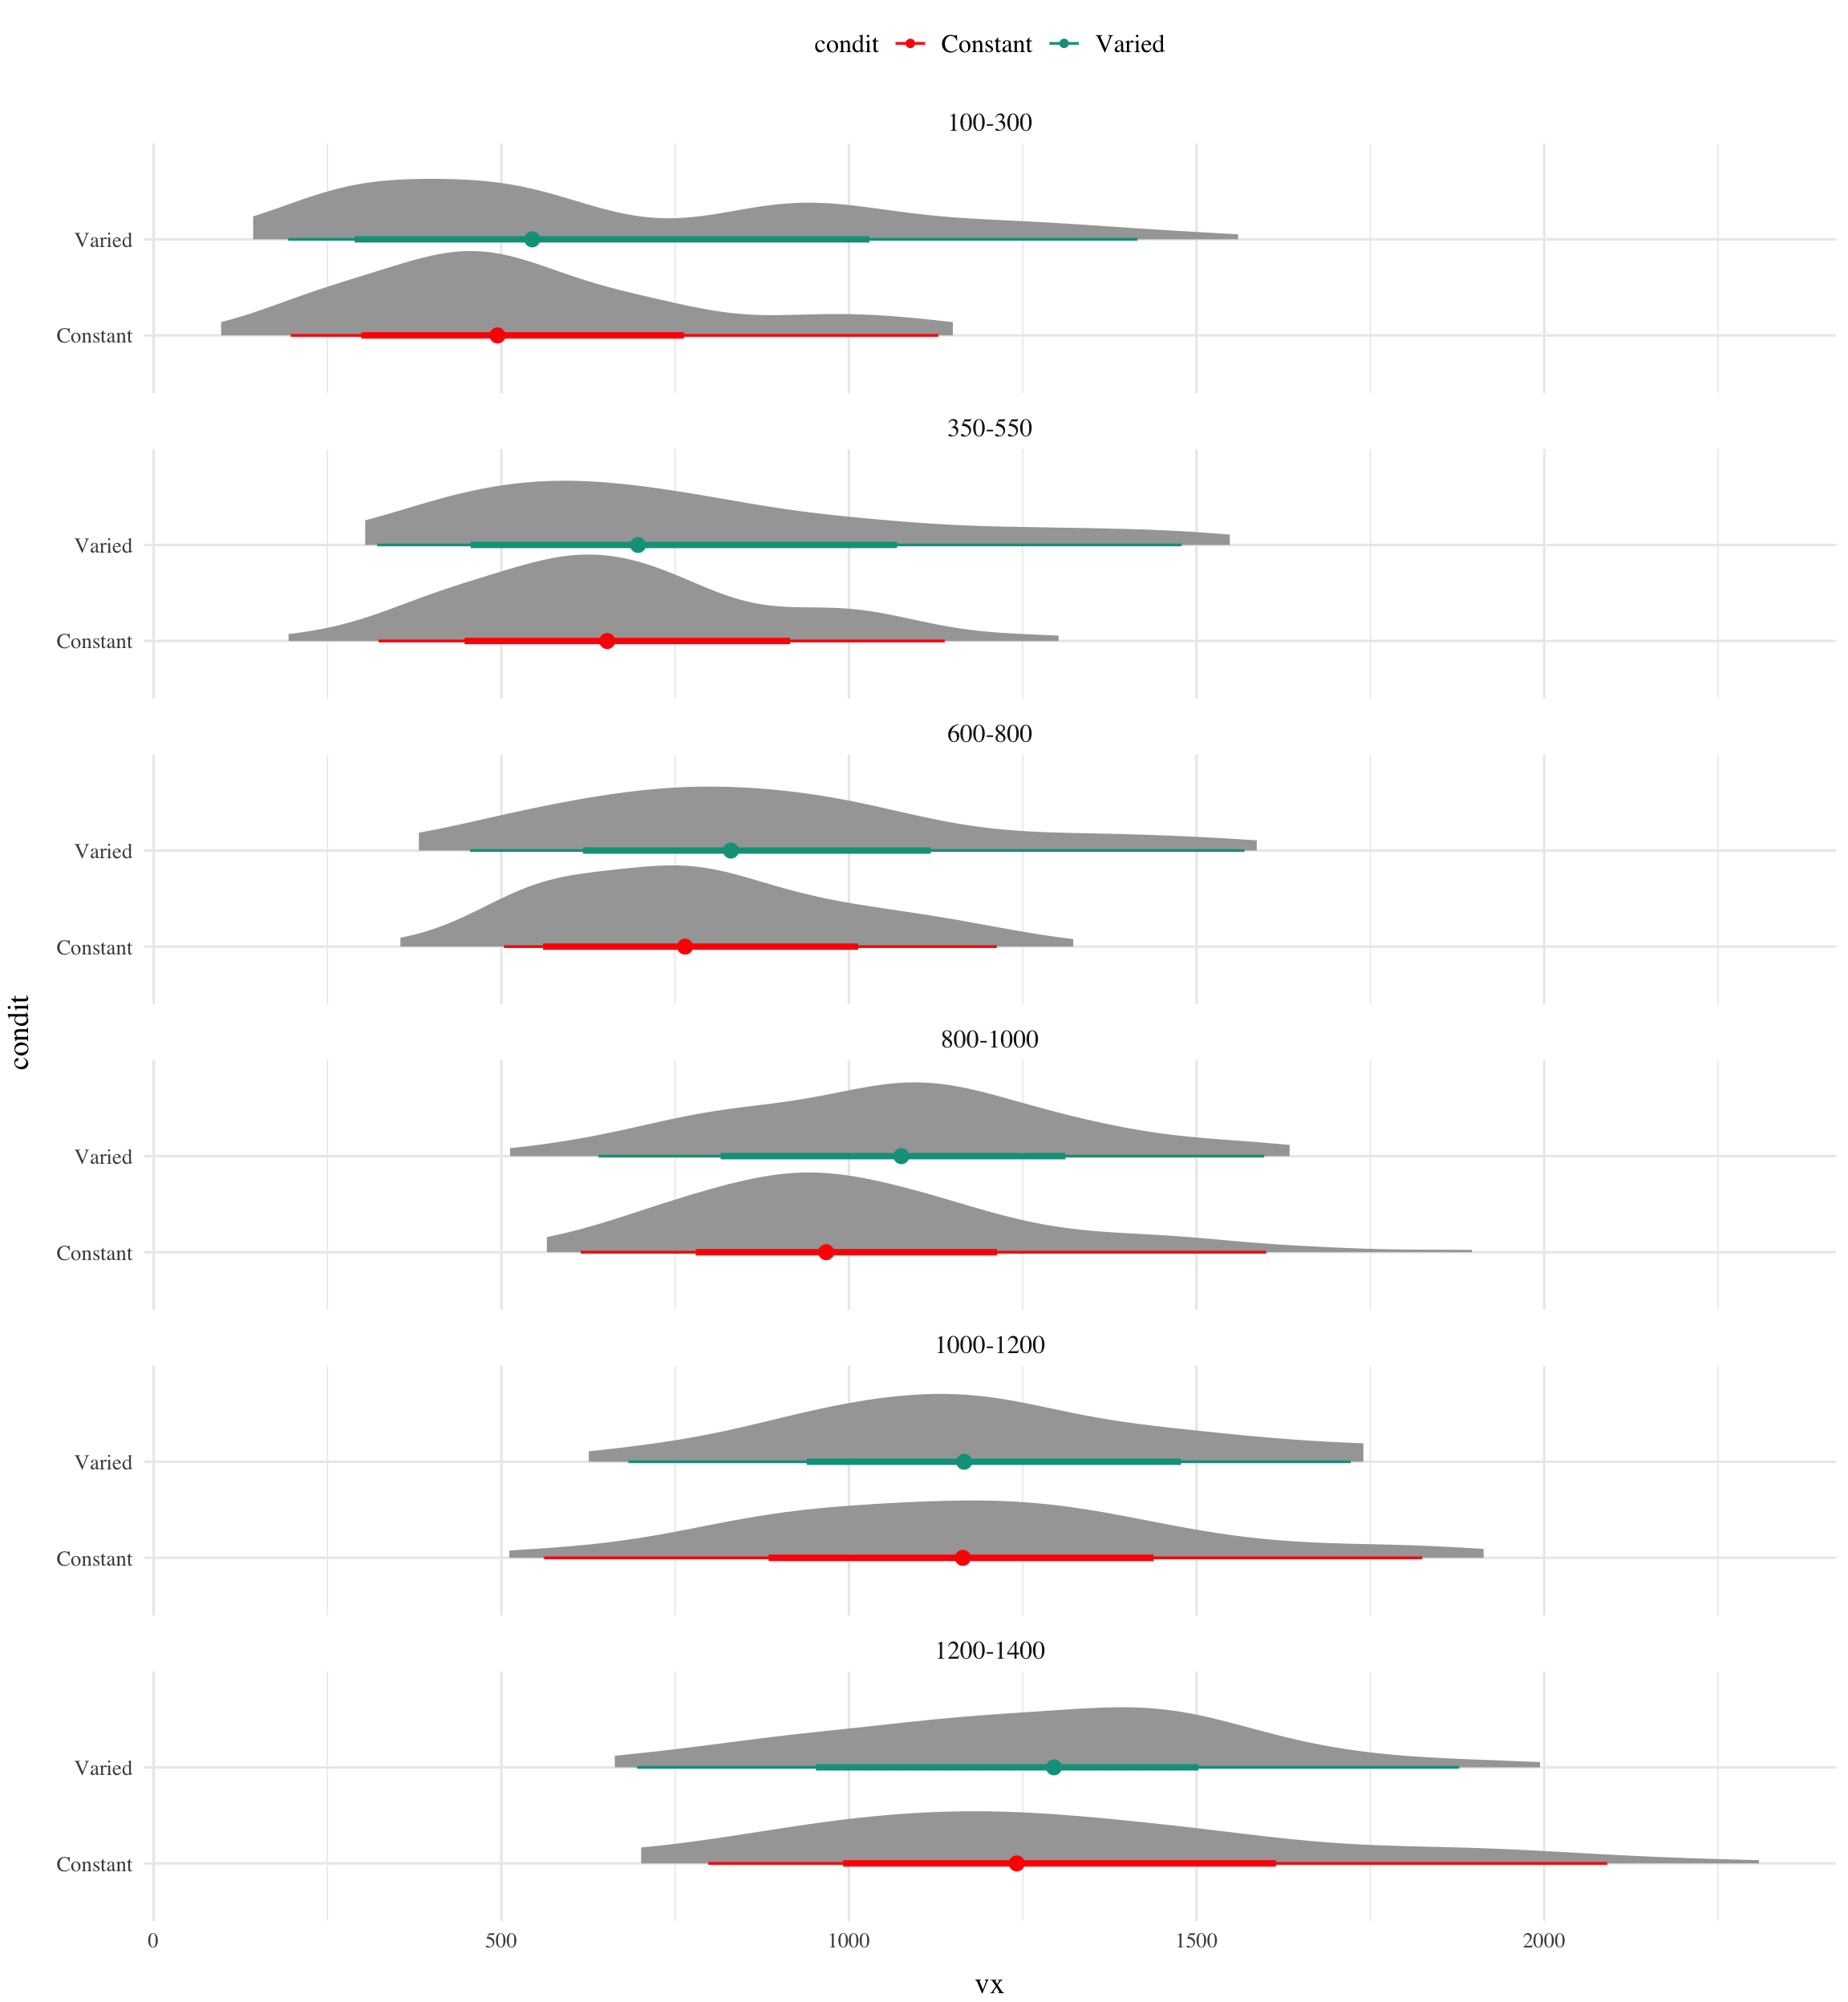 condit Constant Varied
100-300
Varied
Constant
350-550
Varied
Constant
600-800
Varied
Constant
800-1000
Varied
Constant
1000-1200
Varied
Constant
1200-1400
Varied
Constant
condit
0 500 1000 1500 2000
vx